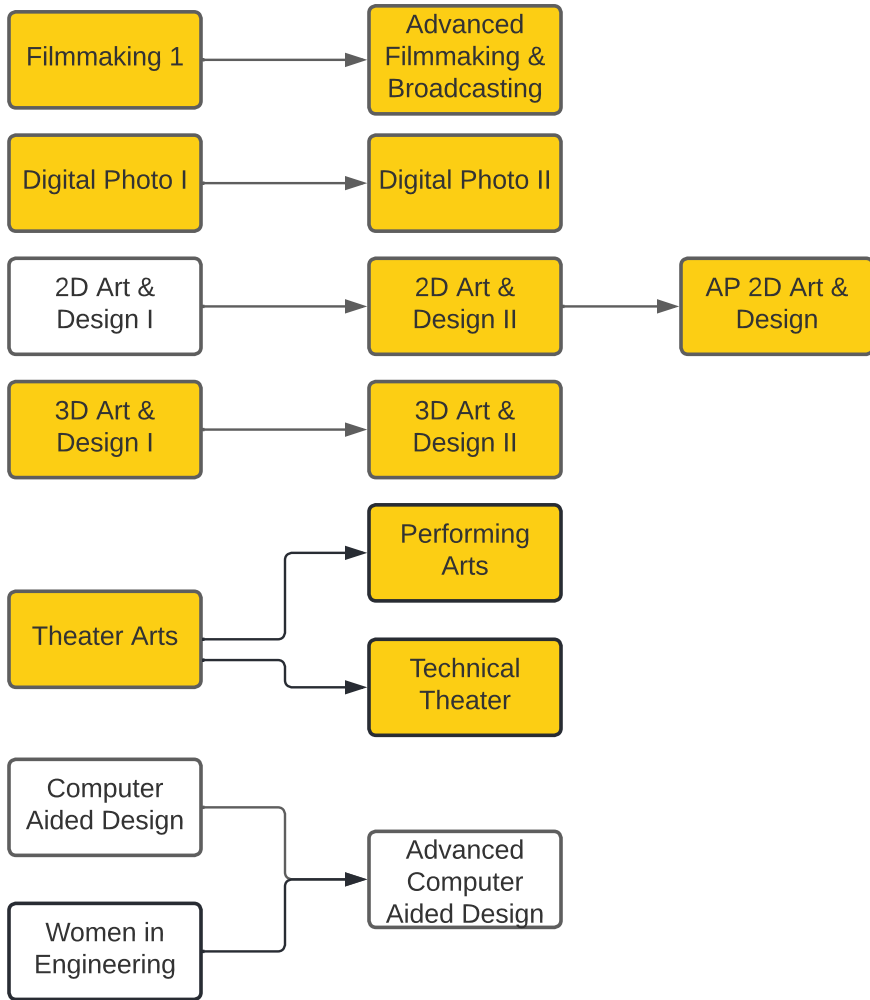 Filmmaking 1
Advanced
Filmmaking &
Broadcasting
Digital Photo I
Digital Photo II
2D Art &
Design I
2D Art &
Design II
AP 2D Art &
Design
3D Art &
Design I
3D Art &
Design II
Theater Arts
Performing
Arts
Technical
Theater
Computer
Aided Design
Women in
Engineering
Advanced
Computer
Aided Design